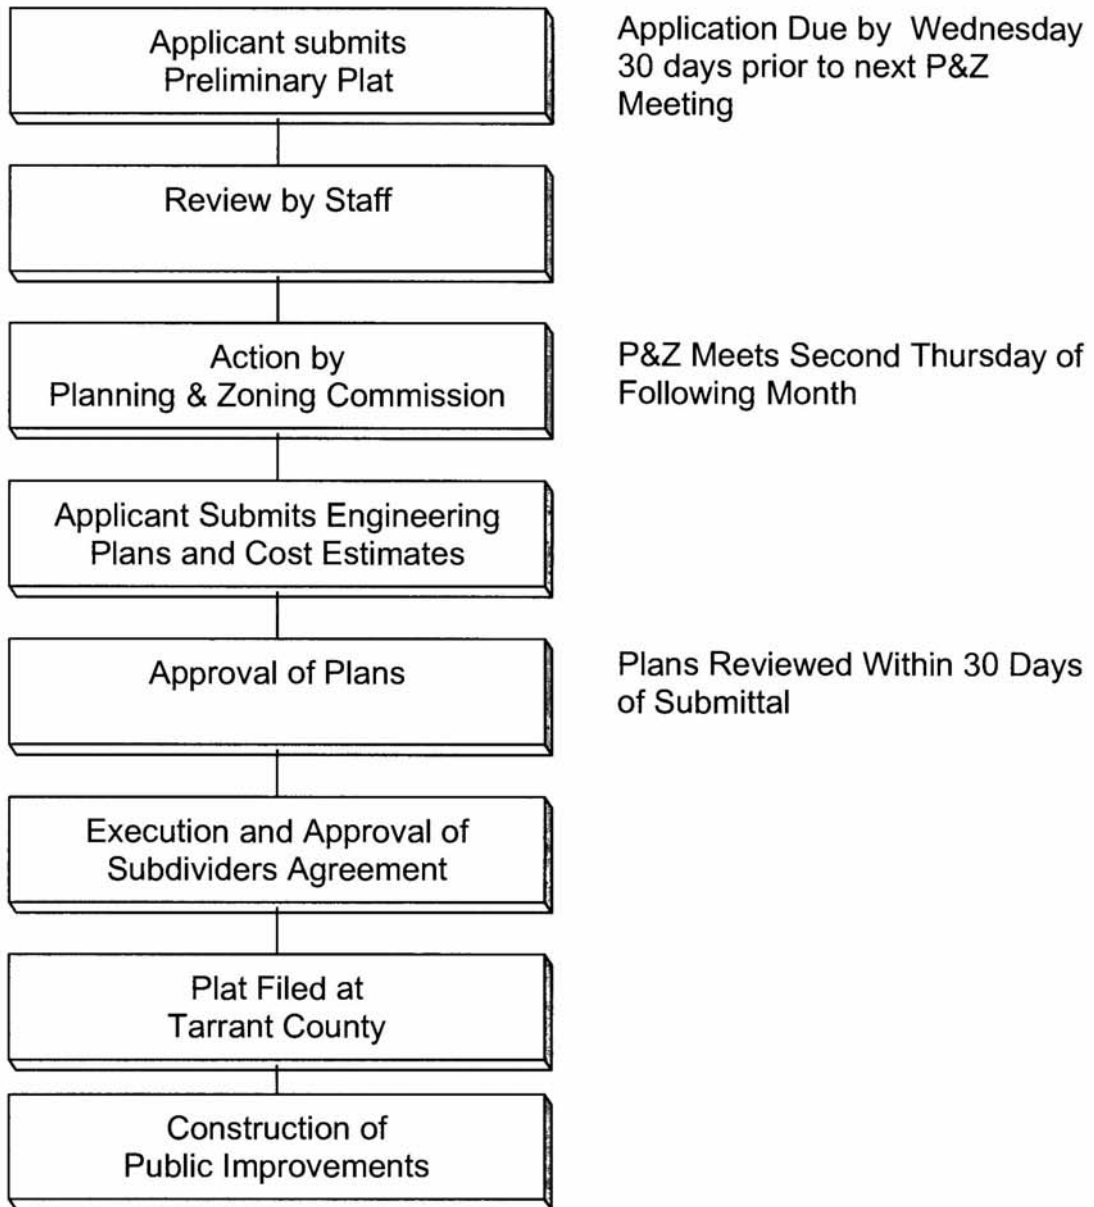 Applicant submits
Preliminary Plat
Application Due by Wednesday
30 days prior to next P&Z
Meeting
Review by Staff
Action by
Planning & Zoning Commission
P&Z Meets Second Thursday of
Following Month
Applicant Submits Engineering
Plans and Cost Estimates
Approval of Plans
Plans Reviewed Within 30 Days
of Submittal
Execution and Approval of
Subdividers Agreement
Plat Filed at
Tarrant County
Construction of
Public Improvements